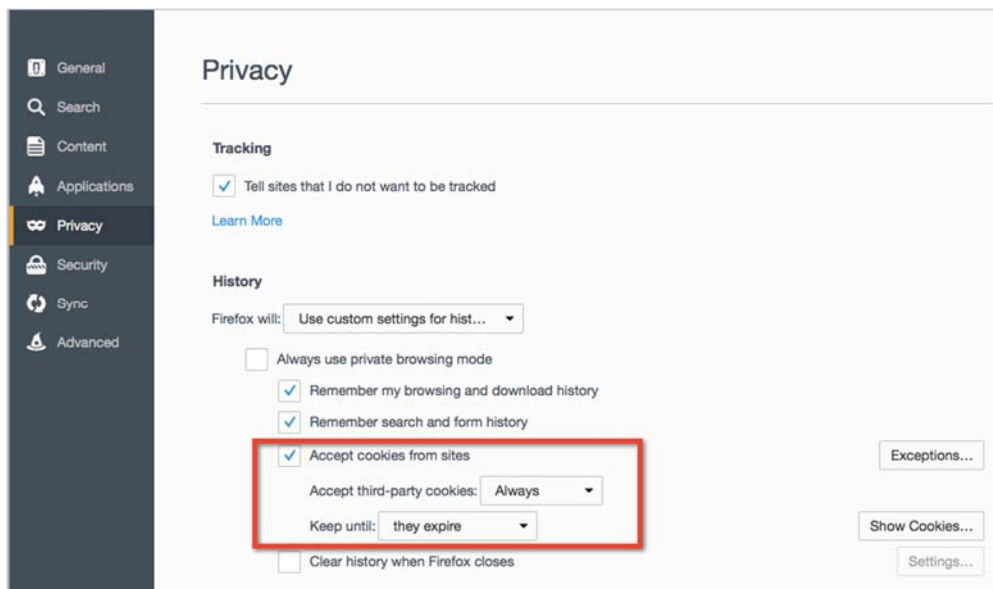 General
Search
Content
Applications
Privacy
Security
Sync
Advanced
Privacy
Tracking
Tell sites that I do not want to be tracked
Learn More
History
Firefox will: Use custom settings for hist...
Always use private browsing mode
Remember my browsing and download history
Remember search and form history
Accept cookies from sites Exceptions...
Accept third-party cookies: Always
Keep until: they expire Show Cookies...
Clear history when Firefox closes Settings...